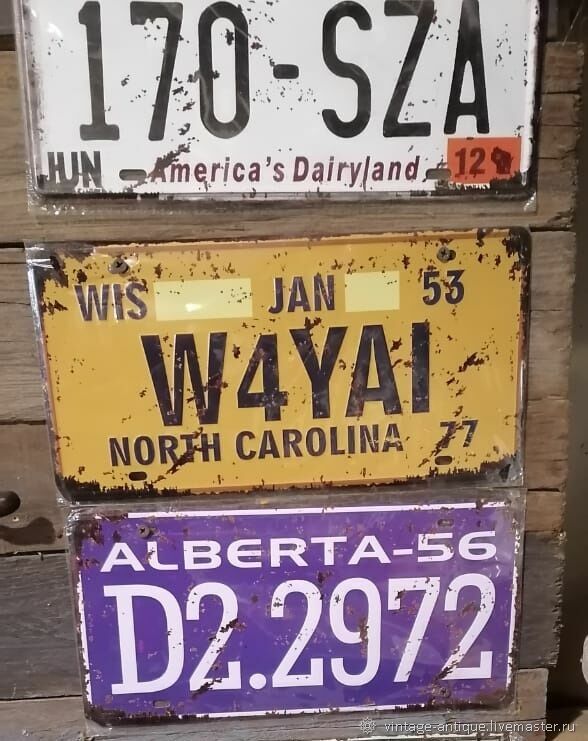 170-SZA
JUN America's Dairyland 12
WIS JAN 53
W4YAI
NORTH CAROLINA 77
ALBERTA-56
D2.2972
vintage-antique.livemaster.ru